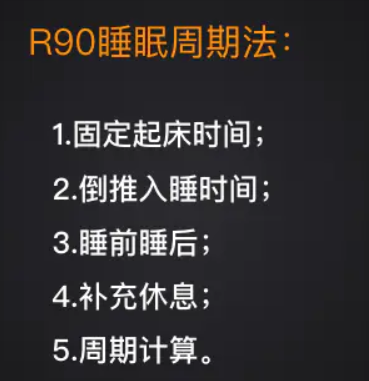 R90睡眠周期法：
1.固定起床时间；
2.倒推入睡时间；
3.睡前睡后；
4.补充休息；
5.周期计算。